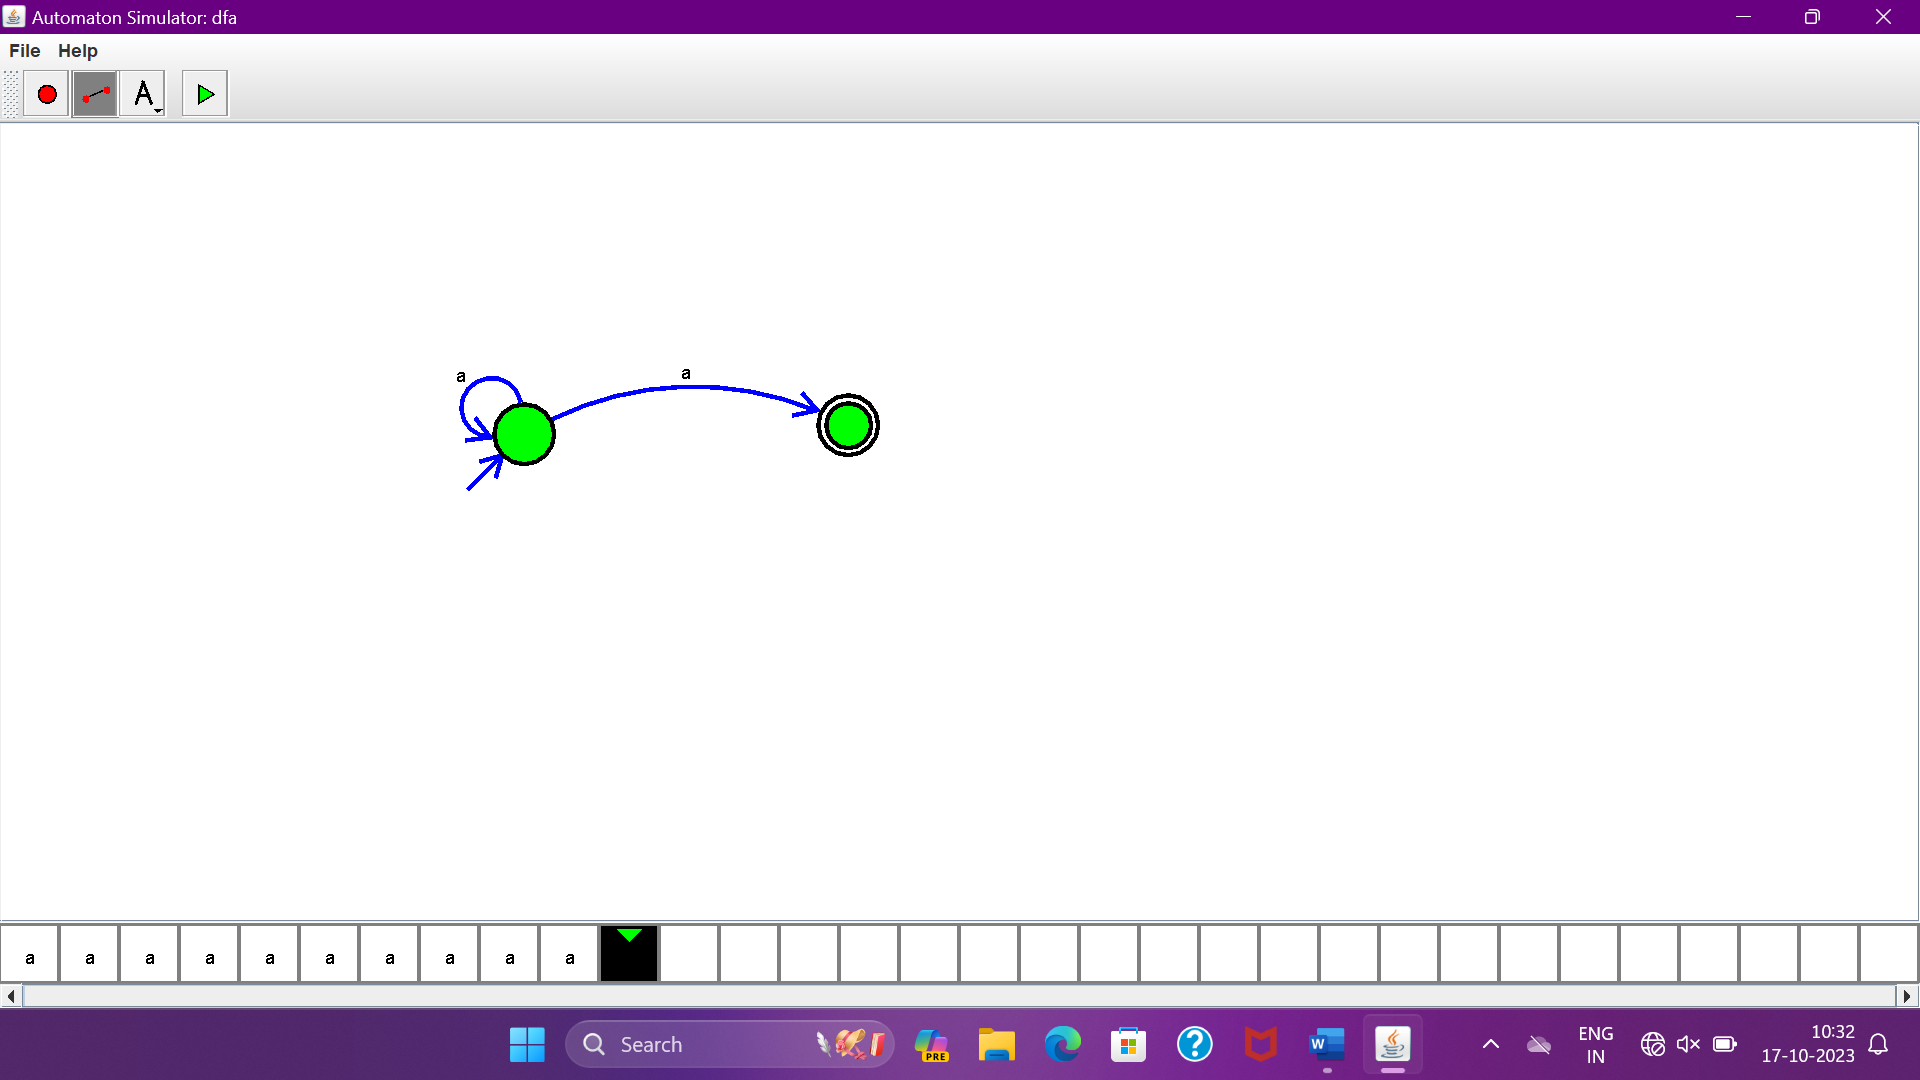 Automaton Simulator: dfa
File Help
A
a
a
a a a a a a a a a a
Search
PRE
W
ENG
IN
10:32
17-10-2023